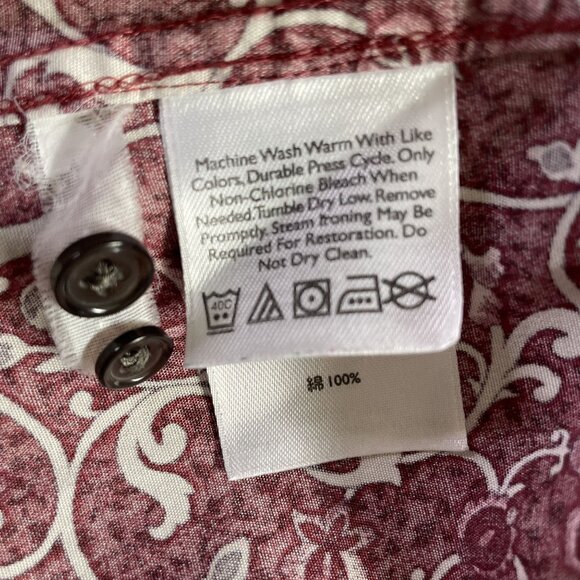 Machine Wash Warm With Like
Colors, Durable Press Cycle. Only
Non-Chlorine Bleach When
Needed. Tumble Dry Low. Remove
Promptly. Steam Ironing May Be
Required For Restoration. Do
Not Dry Clean.
40C
綿 100%